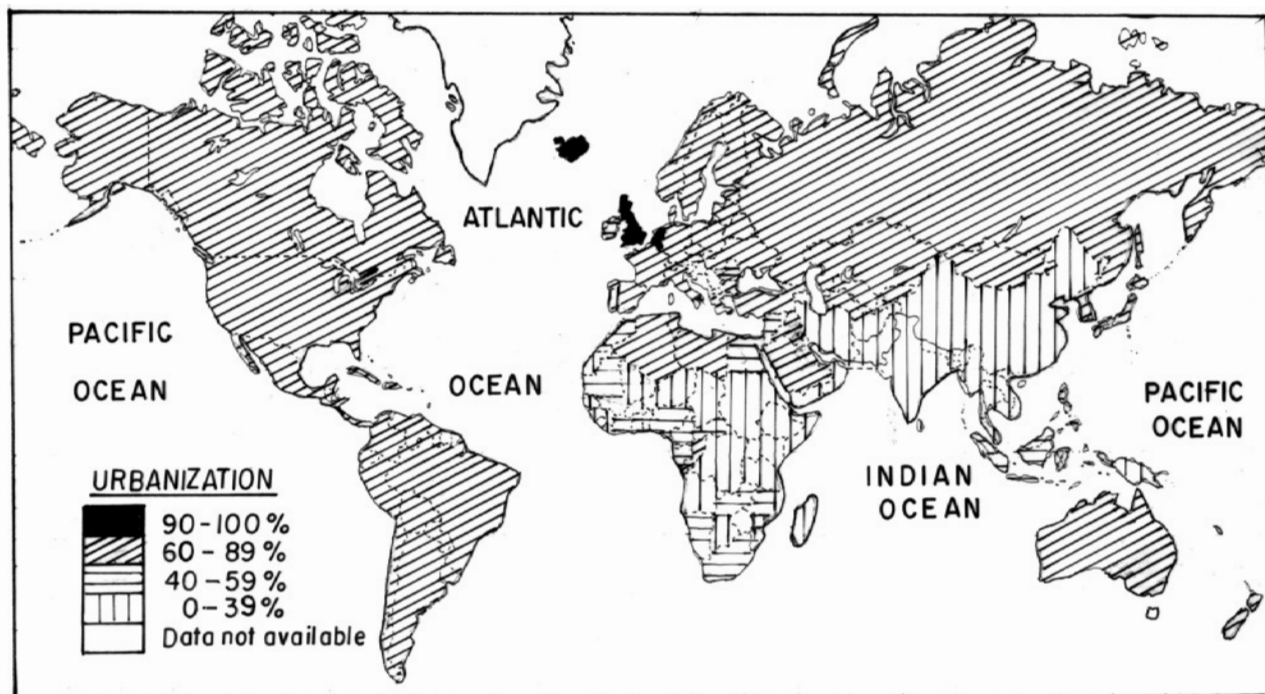 ATLANTIC
PACIFIC
OCEAN
OCEAN
PACIFIC
OCEAN
INDIAN
OCEAN
URBANIZATION
90-100%
60-89%
40-59%
0-39%
Data not available